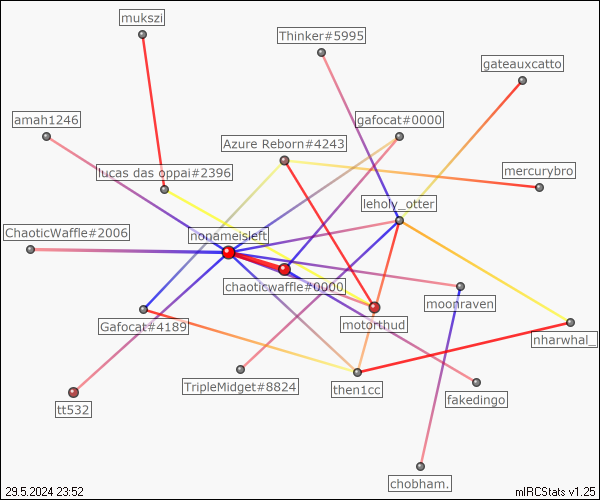 mukszi
Thinker#5995
gateauxcatto
amah1246
gafocat#0000
Azure Reborn#4243
mercurybro
lucas das oppai#2396
leholy_otter
ChaoticWaffle#2006
nonameisleft
chaoticwaffle#0000
moonraven
Gafocat#4189
motorthud
nharwhal_
TripleMidget#8824
then1cc
fakedingo
tt532
chobham.
29.5.2024 23:52
mIRCStats v1.25